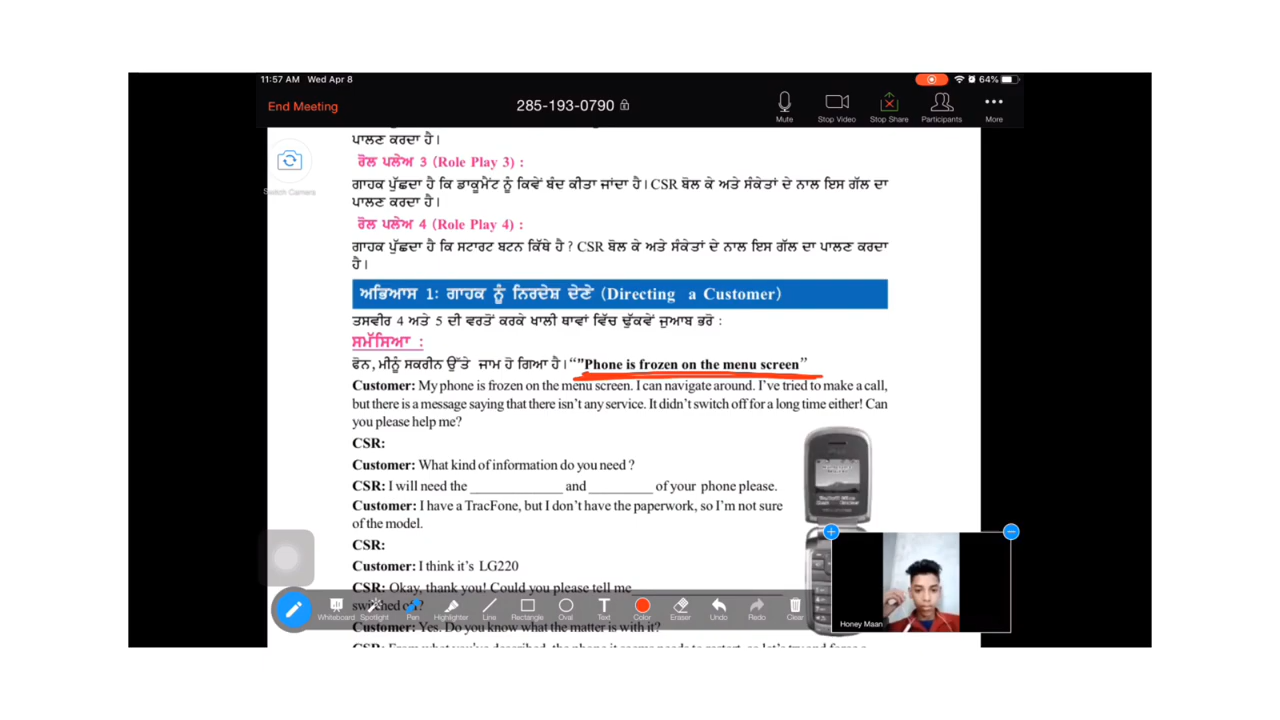 11:57 AM Wed Apr 8
64%
End Meeting
285-193-0790
Mute
Stop Video
Stop Share
Participants
More
Switch Camera
ਪਾਲਣ ਕਰਦਾ ਹੈ।
ਰੋਲ ਪਲੇਅ 3 (Role Play 3) :
ਗਾਹਕ ਪੁੱਛਦਾ ਹੈ ਕਿ ਡਾਕੂਮੈਂਟ ਨੂੰ ਕਿਵੇਂ ਬੰਦ ਕੀਤਾ ਜਾਂਦਾ ਹੈ। CSR ਬੋਲ ਕੇ ਅਤੇ ਸੰਕੇਤਾਂ ਦੇ ਨਾਲ ਇਸ ਗੱਲ ਦਾ
ਪਾਲਣ ਕਰਦਾ ਹੈ।
ਰੋਲ ਪਲੇਅ 4 (Role Play 4) :
ਗਾਹਕ ਪੁੱਛਦਾ ਹੈ ਕਿ ਸਟਾਰਟ ਬਟਨ ਕਿੱਥੇ ਹੈ ? CSR ਬੋਲ ਕੇ ਅਤੇ ਸੰਕੇਤਾਂ ਦੇ ਨਾਲ ਇਸ ਗੱਲ ਦਾ ਪਾਲਣ ਕਰਦਾ
ਹੈ।
ਅਭਿਆਸ 1: ਗਾਹਕ ਨੂੰ ਨਿਰਦੇਸ਼ ਦੇਣੇ (Directing a Customer)
ਤਸਵੀਰ 4 ਅਤੇ 5 ਦੀ ਵਰਤੋਂ ਕਰਕੇ ਖਾਲੀ ਥਾਵਾਂ ਵਿੱਚ ਢੁੱਕਵੇਂ ਜੁਆਬ ਭਰੋ :
ਸਮੱਸਿਆ :
ਫੋਨ, ਮੀਨੂੰ ਸਕਰੀਨ ਉੱਤੇ ਜਾਮ ਹੋ ਗਿਆ ਹੈ। “"Phone is frozen on the menu screen”
Customer: My phone is frozen on the menu screen. I can navigate around. I’ve tried to make a call,
but there is a message saying that there isn’t any service. It didn’t switch off for a long time either! Can
you please help me?
CSR:
Customer: What kind of information do you need ?
CSR: I will need the ______________ and __________ of your phone please.
Customer: I have a TracFone, but I don’t have the paperwork, so I’m not sure
of the model.
CSR:
Customer: I think it’s LG220
CSR: Okay, thank you! Could you please tell me
switched off?
Whiteboard
Spotlight
Pen
Highlighter
Line
Rectangle
Oval
Text
Color
Eraser
Undo
Redo
Clear
Customer: Yes. Do you know what the matter is with it?
Honey Maan